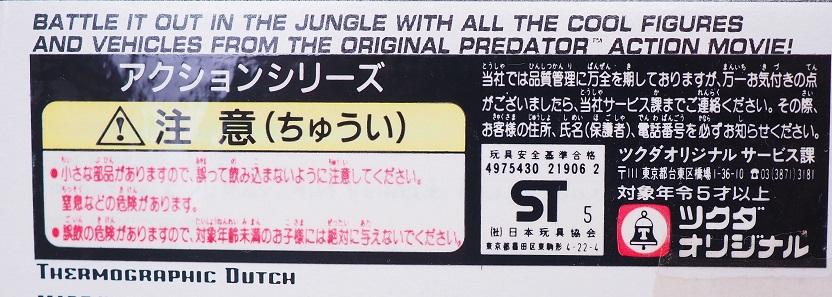 BATTLE IT OUT IN THE JUNGLE WITH ALL THE COOL FIGURES
AND VEHICLES FROM THE ORIGINAL PREDATOR™ ACTION MOVIE!
アクションシリーズ
注意(ちゅうい)
●小さな部品がありますので、誤って飲み込まないように注意してください。
窒息などの危険があります。
●誤飲の危険がありますので、対象年齢未満のお子様には絶対に与えないでください。
当社では品質管理に万全を期しておりますが、万一お気付きの点
がございましたら、当社サービス課までご連絡ください。その際、
お客様の住所、氏名(保護者)、電話番号を必ずお知らせください。
玩具安全基準合格
4975430 21906 2
ST 5
(社)日本玩具協会
東京都墨田区東駒形 4-22-4
ツクダオリジナル サービス課
〒111 東京都台東区橋場1-36-10 ☎03(3871)3181
対象年令5才以上
T
ツクダ
オリジナル
THERMOGRAPHIC DUTCH